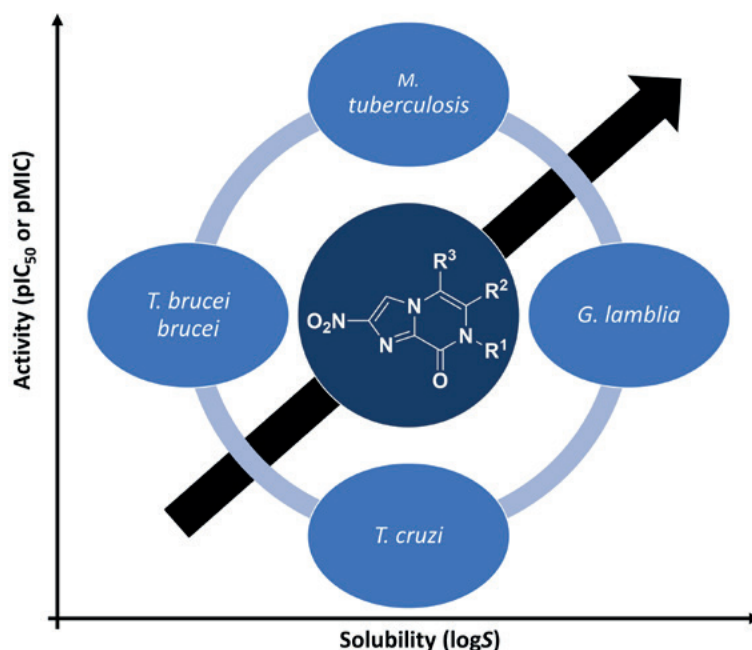 Activity (pIC₅₀ or pMIC)
M.
tuberculosis
T. brucei
brucei
G. lamblia
R³
R²
O₂N
N
N
N
R¹
O
T. cruzi
Solubility (logS)